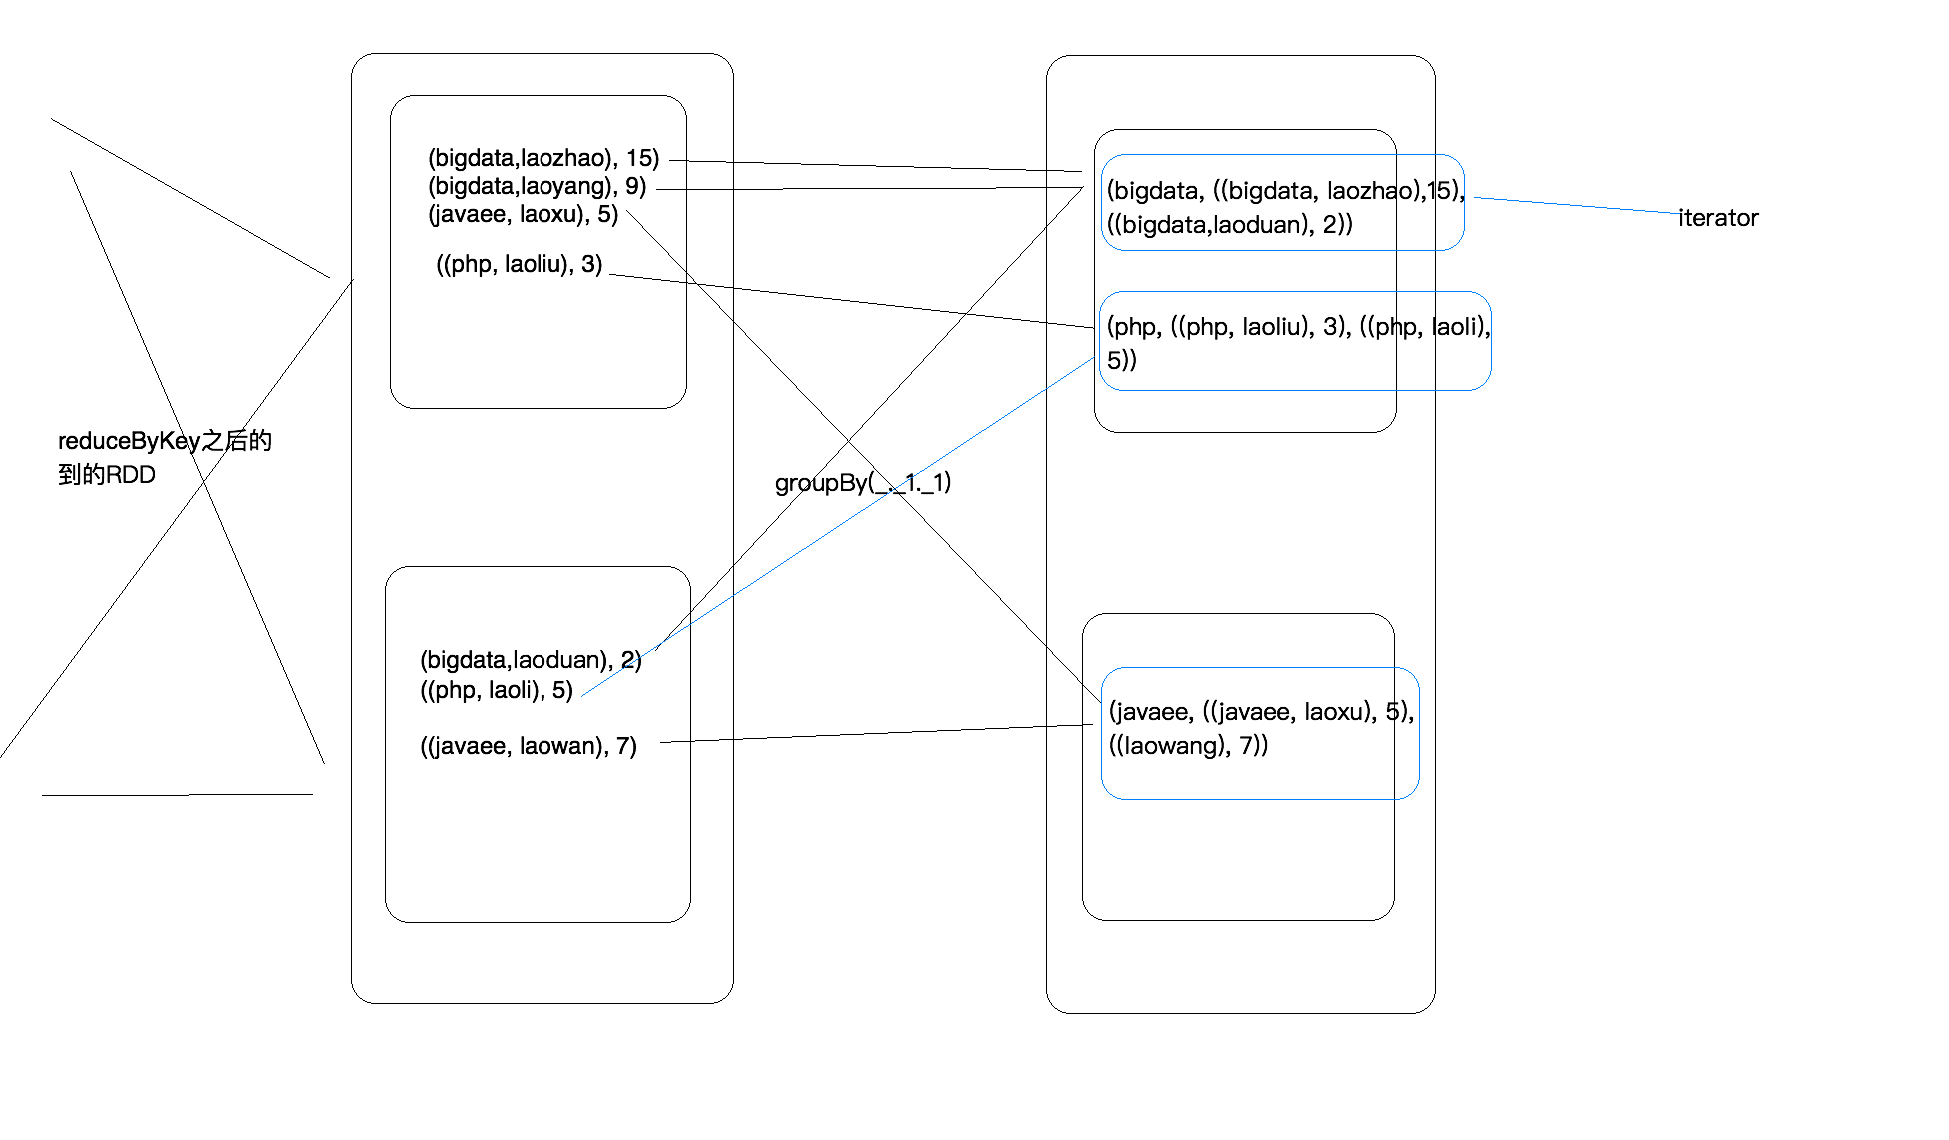 (bigdata,laozhao), 15)
(bigdata,laoyang), 9)
(javaee, laoxu), 5)
((php, laoliu), 3)
reduceByKey之后的
到的RDD
(bigdata,laoduan), 2)
((php, laoli), 5)
((javaee, laowan), 7)
groupBy(_._1._1)
(bigdata, ((bigdata, laozhao),15),
((bigdata,laoduan), 2))
(php, ((php, laoliu), 3), ((php, laoli),
5))
(javaee, ((javaee, laoxu), 5),
((laowang), 7))
iterator